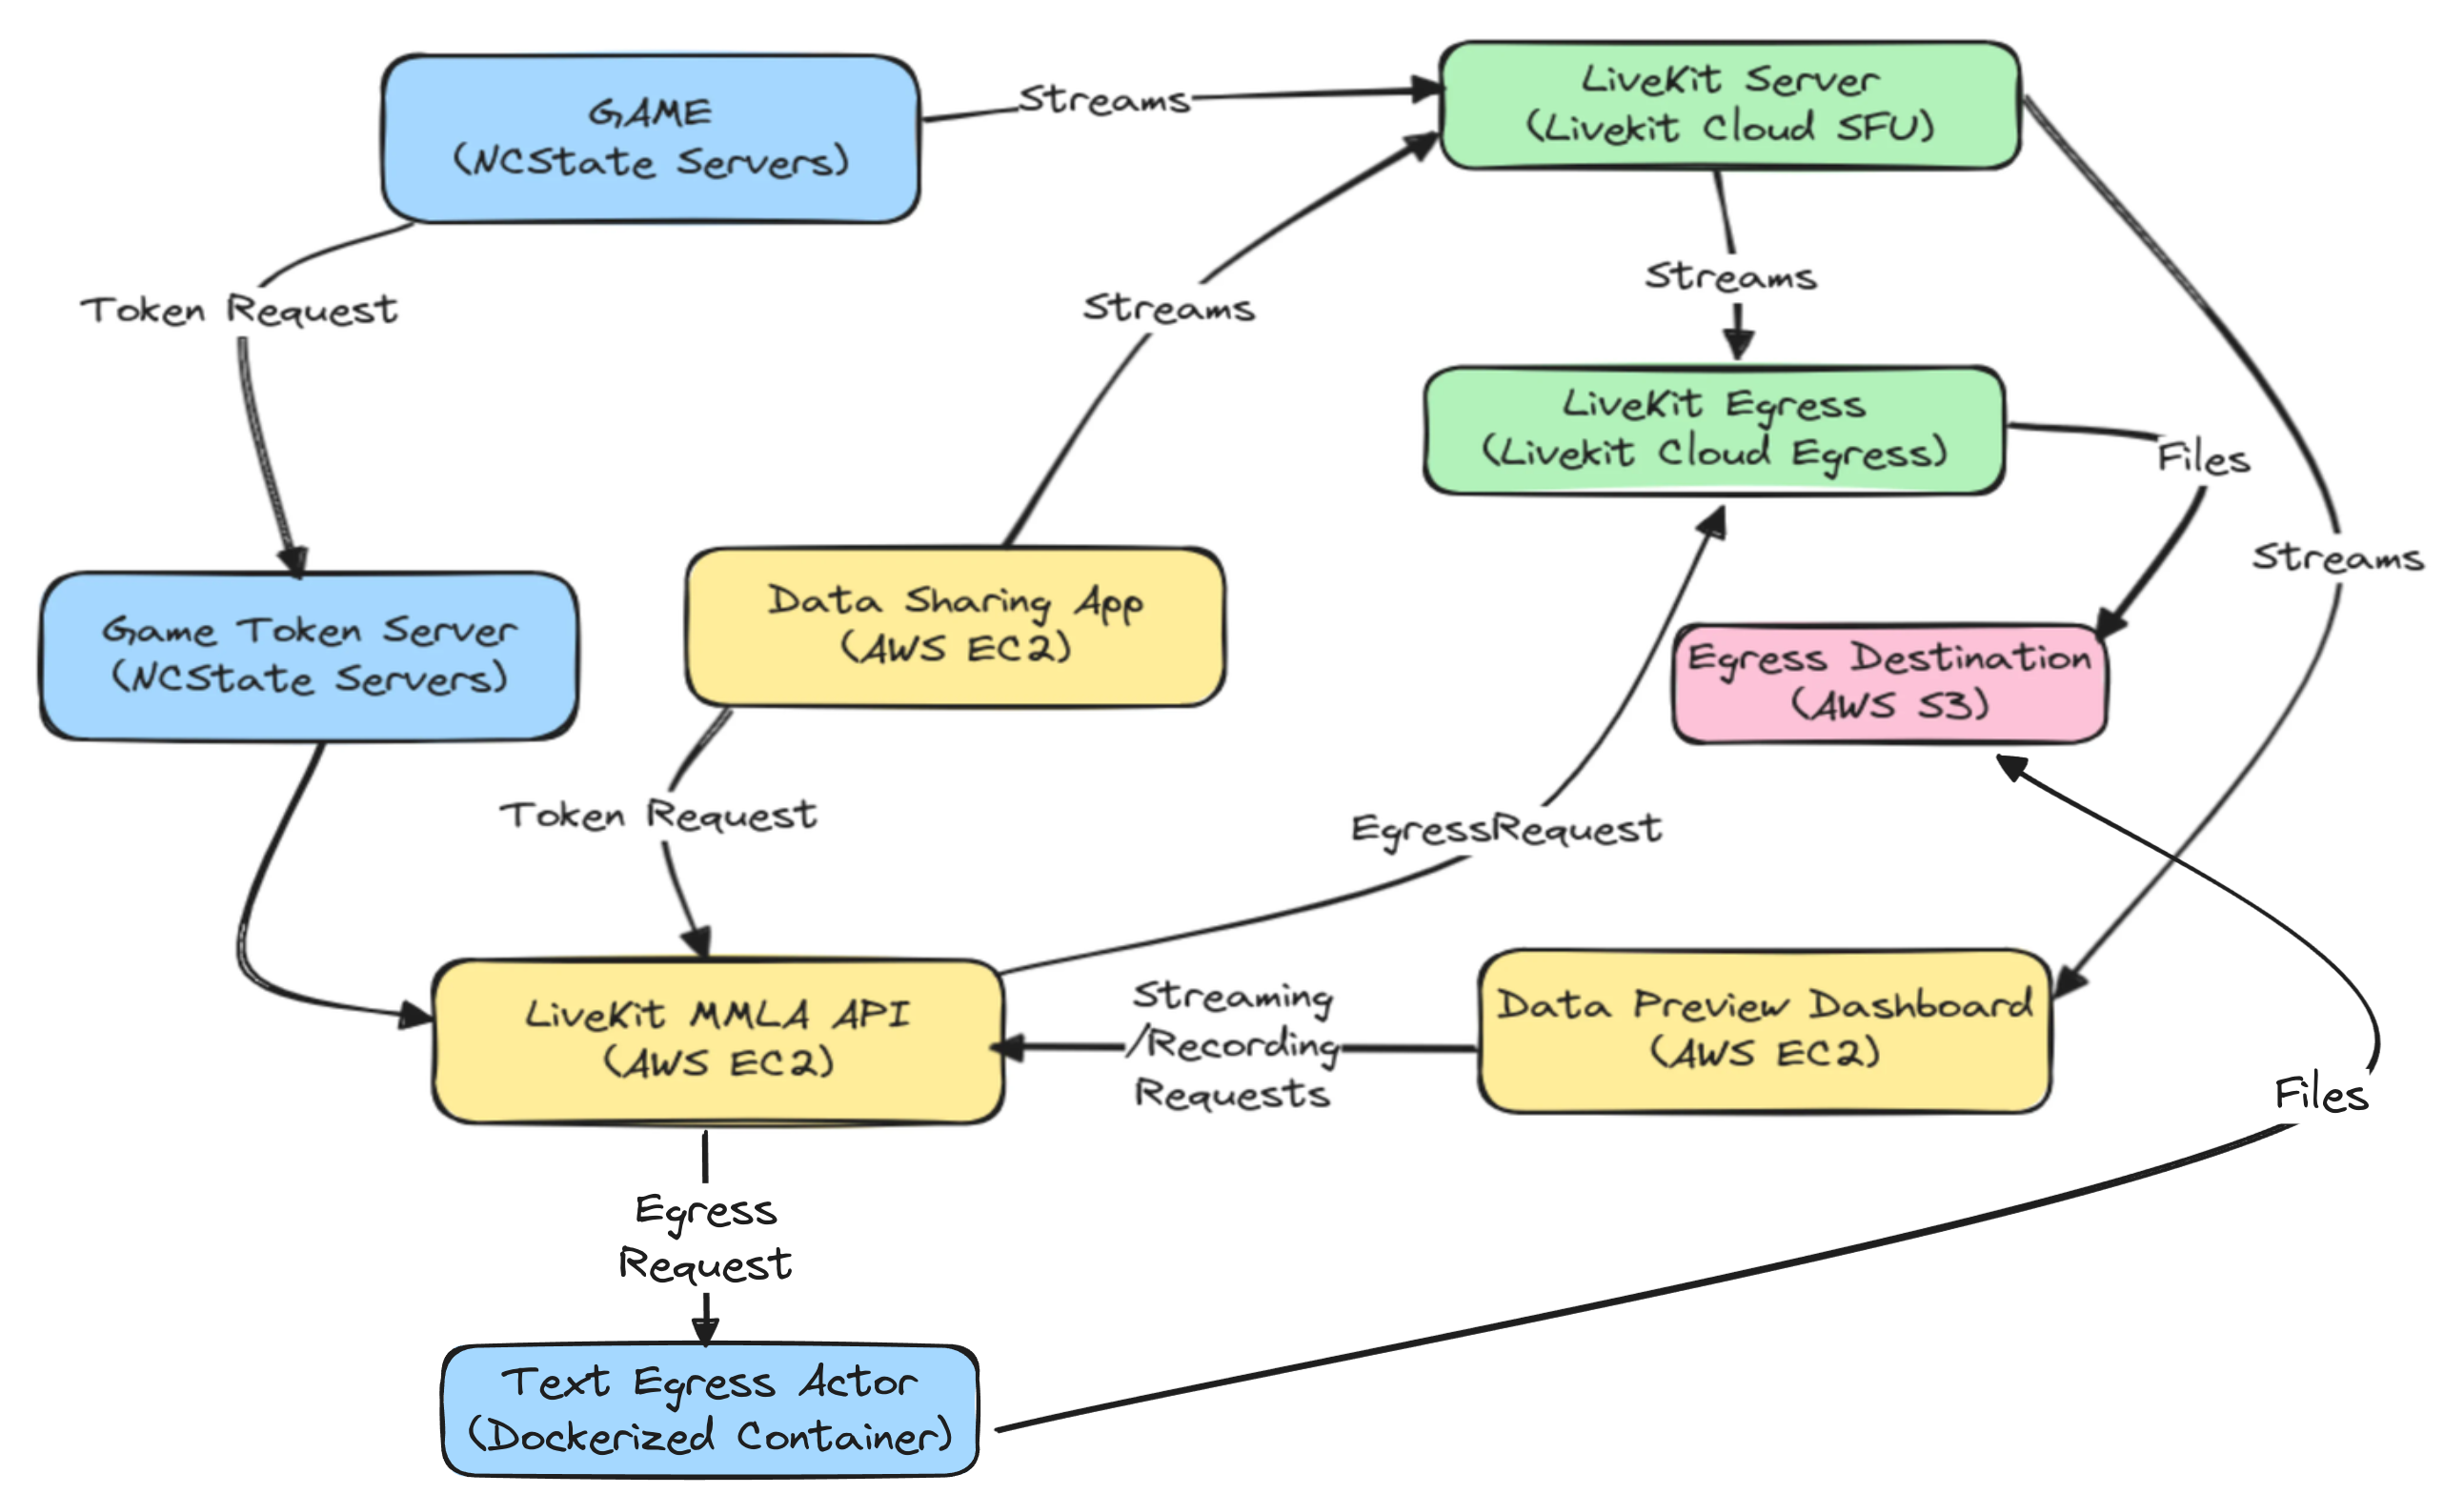 GAME
(NCState Servers)
Streams
LiveKit Server
(Livekit Cloud SFU)
Token Request
Streams
Streams
LiveKit Egress
(Livekit Cloud Egress)
Files
Streams
Game Token Server
(NCState Servers)
Data Sharing App
(AWS EC2)
Egress Destination
(AWS S3)
Token Request
EgressRequest
LiveKit MMLA API
(AWS EC2)
Streaming
/Recording
Requests
Data Preview Dashboard
(AWS EC2)
Files
Egress
Request
Text Egress Actor
(Dockerized Container)